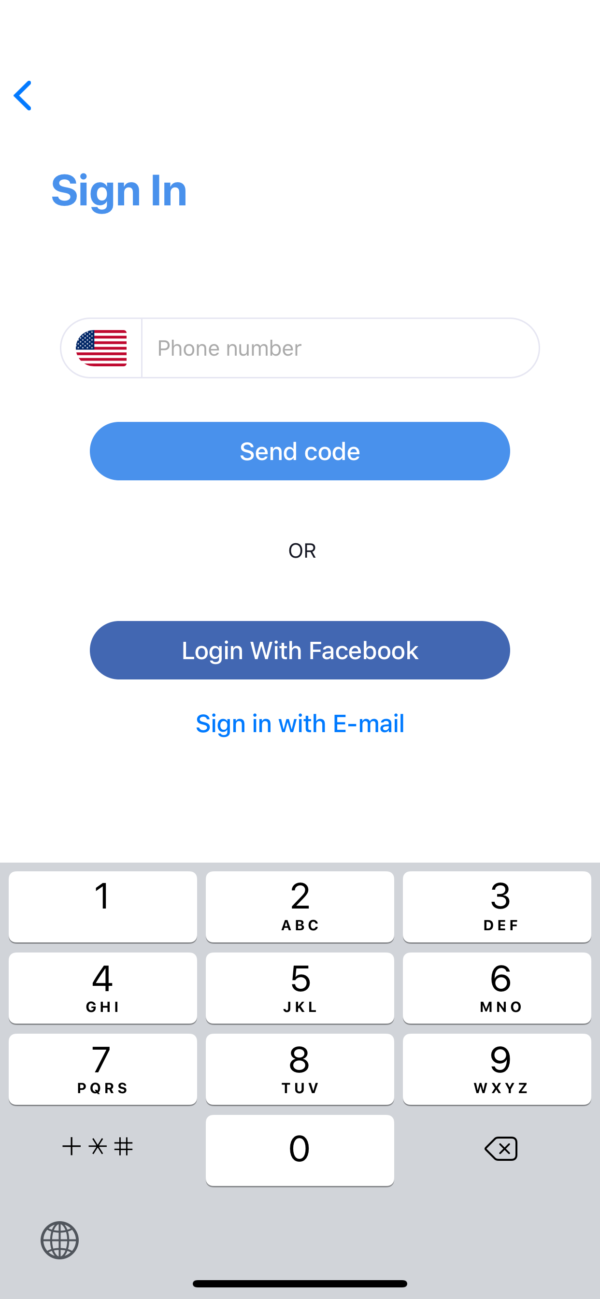 Sign In
Phone number
Send code
OR
Login With Facebook
Sign in with E-mail
1 2 3
ABC DEF
4 5 6
GHI JKL MNO
7 8 9
PQRS TUV WXYZ
+*# 0